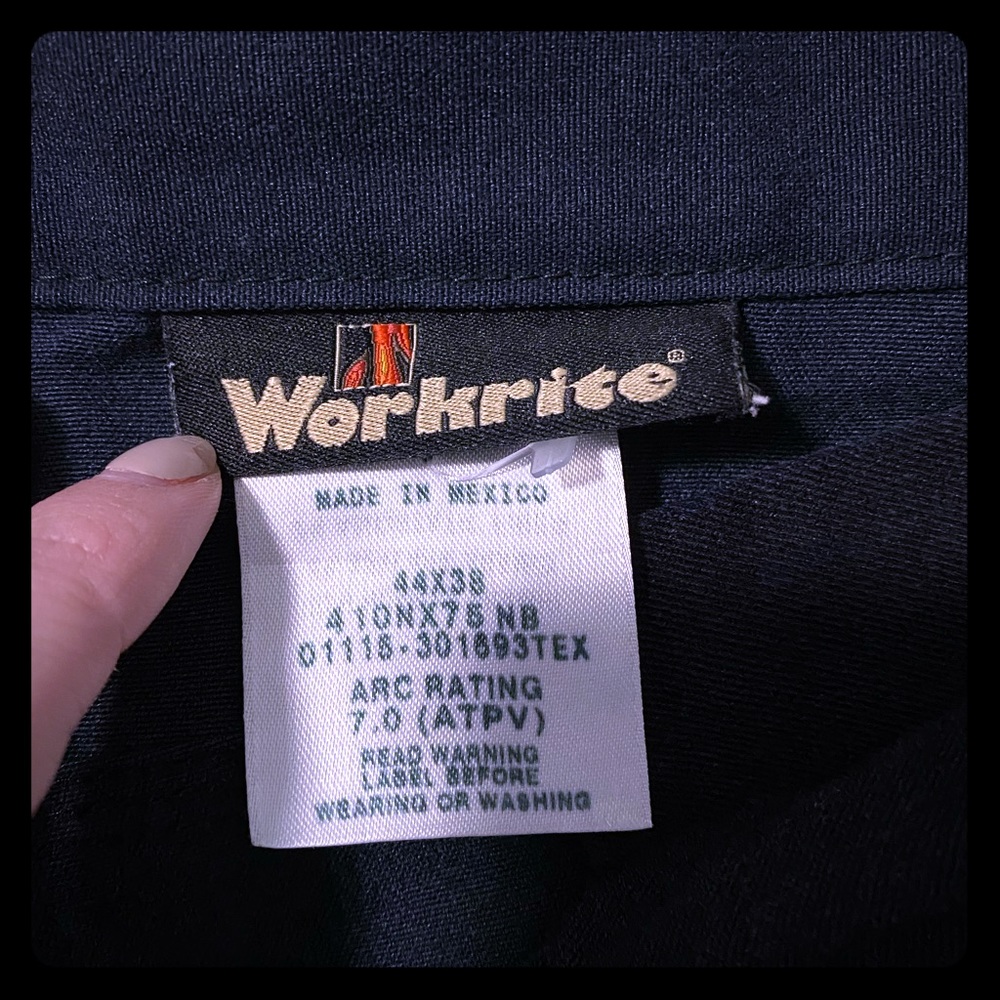 Workrite®
MADE IN MEXICO
44X38
410NX75 NB
01118-301693TEX
ARC RATING
7.0 (ATPV)
READ WARNING
LABEL BEFORE
WEARING OR WASHING